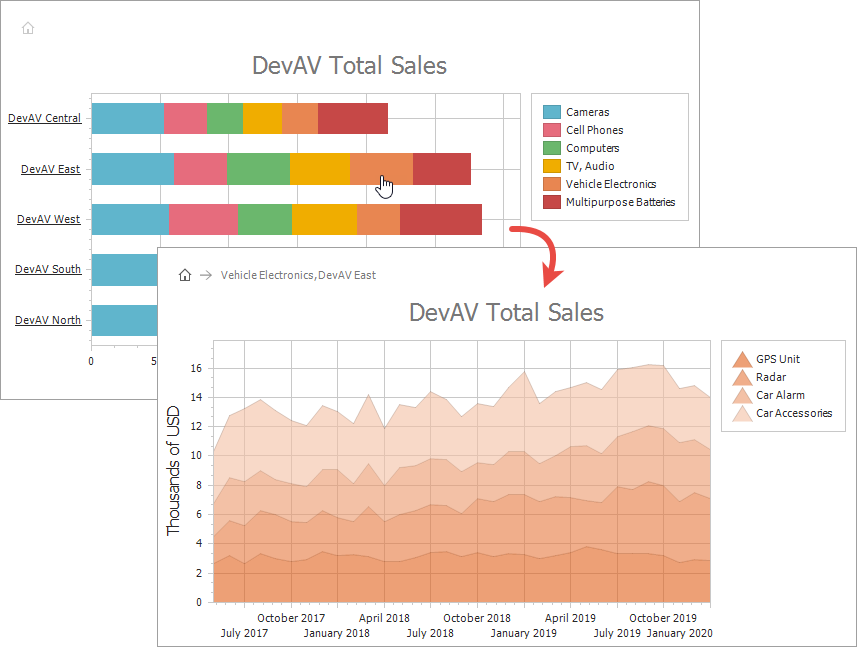 DevAV Total Sales
DevAV Central
DevAV East
DevAV West
DevAV South
DevAV North
0
5
Cameras
Cell Phones
Computers
TV, Audio
Vehicle Electronics
Multipurpose Batteries
Vehicle Electronics,DevAV East
DevAV Total Sales
Thousands of USD
16
14
12
10
8
6
4
2
0
October 2017 April 2018 October 2018 April 2019 October 2019
July 2017 January 2018 July 2018 January 2019 July 2019 January 2020
GPS Unit
Radar
Car Alarm
Car Accessories